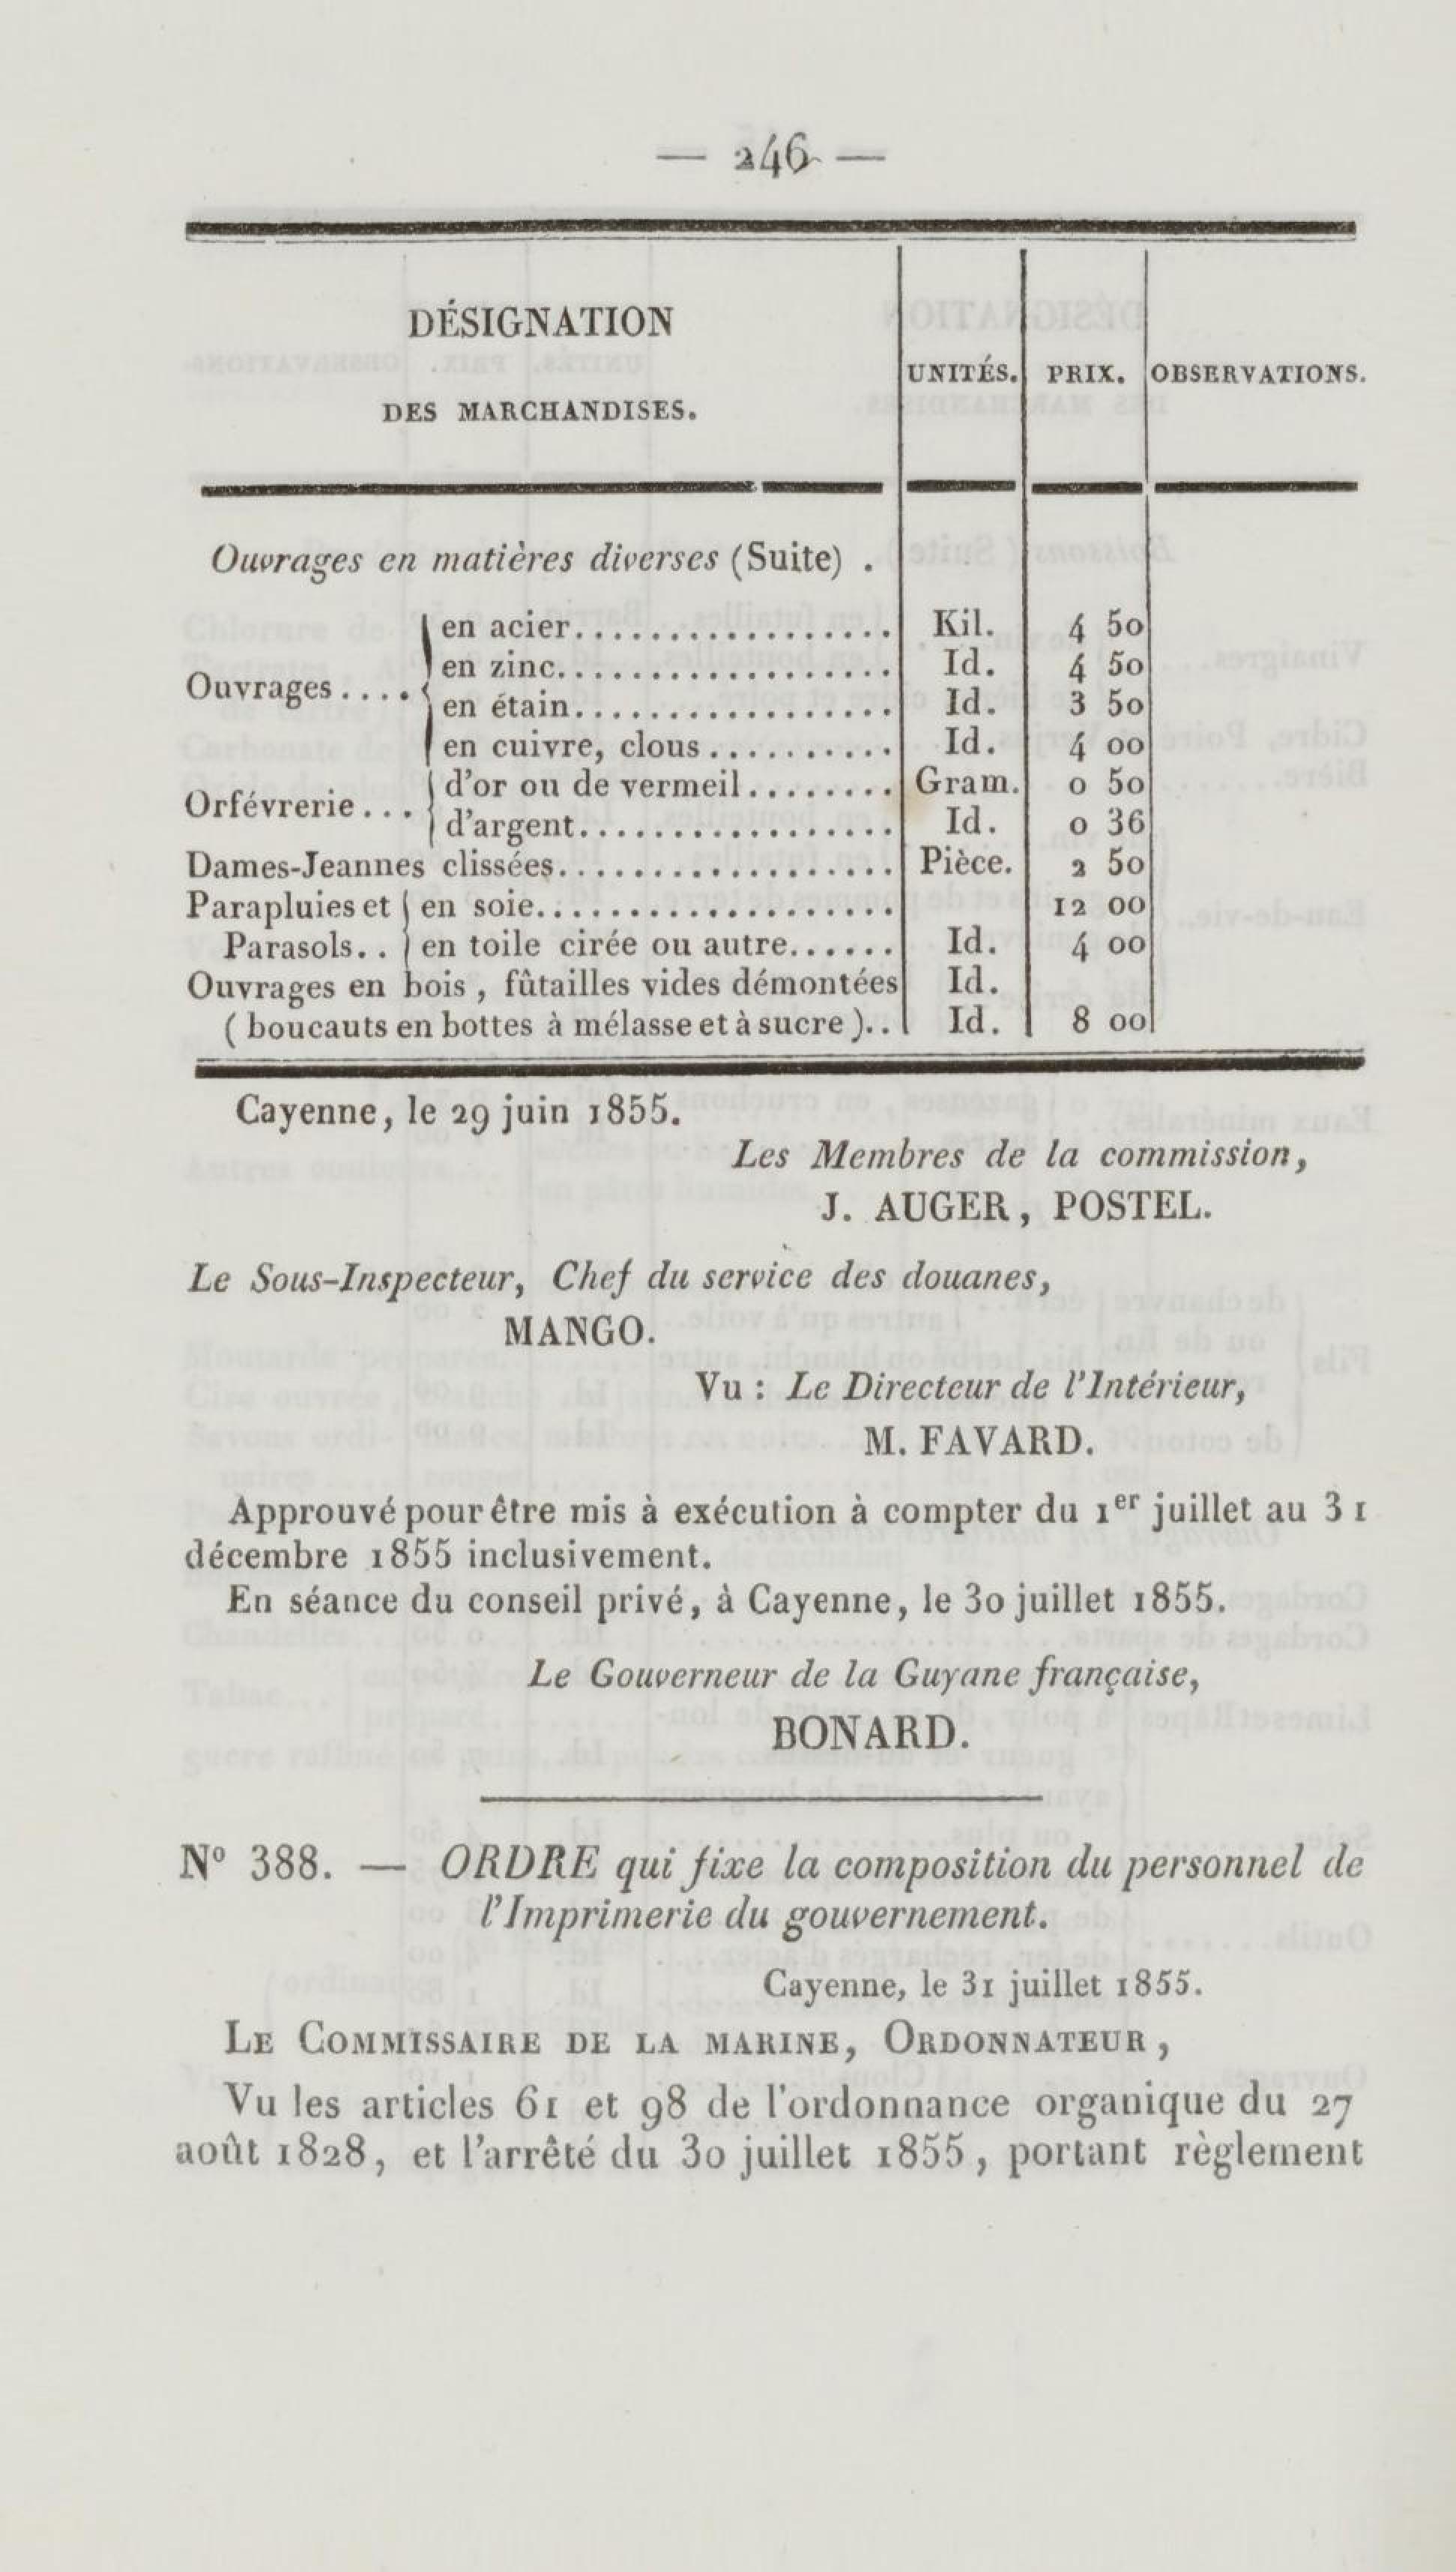 — 246 —
DÉSIGNATION
DES MARCHANDISES.
UNITÉS.
PRIX.
OBSERVATIONS.
Ouvrages en matières diverses (Suite) .
Ouvrages....
en acier.................. Kil. 4 50
en zinc................... Id. 4 50
en étain.................. Id. 3 50
en cuivre, clous.......... Id. 4 00
Orfévrerie...
d'or ou de vermeil........ Gram. 0 50
d'argent................. Id. 0 36
Dames-Jeannes clissées.................. Pièce. 2 50
Parapluies et en soie.................... 12 00
Parasols.. en toile cirée ou autre...... Id. 4 00
Ouvrages en bois, fûtailles vides démontées Id.
( boucauts en bottes à mélasse et à sucre ).. Id. 8 00
Cayenne, le 29 juin 1855.
Les Membres de la commission,
J. AUGER, POSTEL.
Le Sous-Inspecteur, Chef du service des douanes,
MANGO.
Vu : Le Directeur de l'Intérieur,
M. FAVARD.
Approuvé pour être mis à exécution à compter du 1er juillet au 31
décembre 1855 inclusivement.
En séance du conseil privé, à Cayenne, le 30 juillet 1855.
Le Gouverneur de la Guyane française,
BONARD.
N° 388. — ORDRE qui fixe la composition du personnel de
l'Imprimerie du gouvernement.
Cayenne, le 31 juillet 1855.
LE COMMISSAIRE DE LA MARINE, ORDONNATEUR,
Vu les articles 61 et 98 de l'ordonnance organique du 27
août 1828, et l'arrêté du 30 juillet 1855, portant règlement